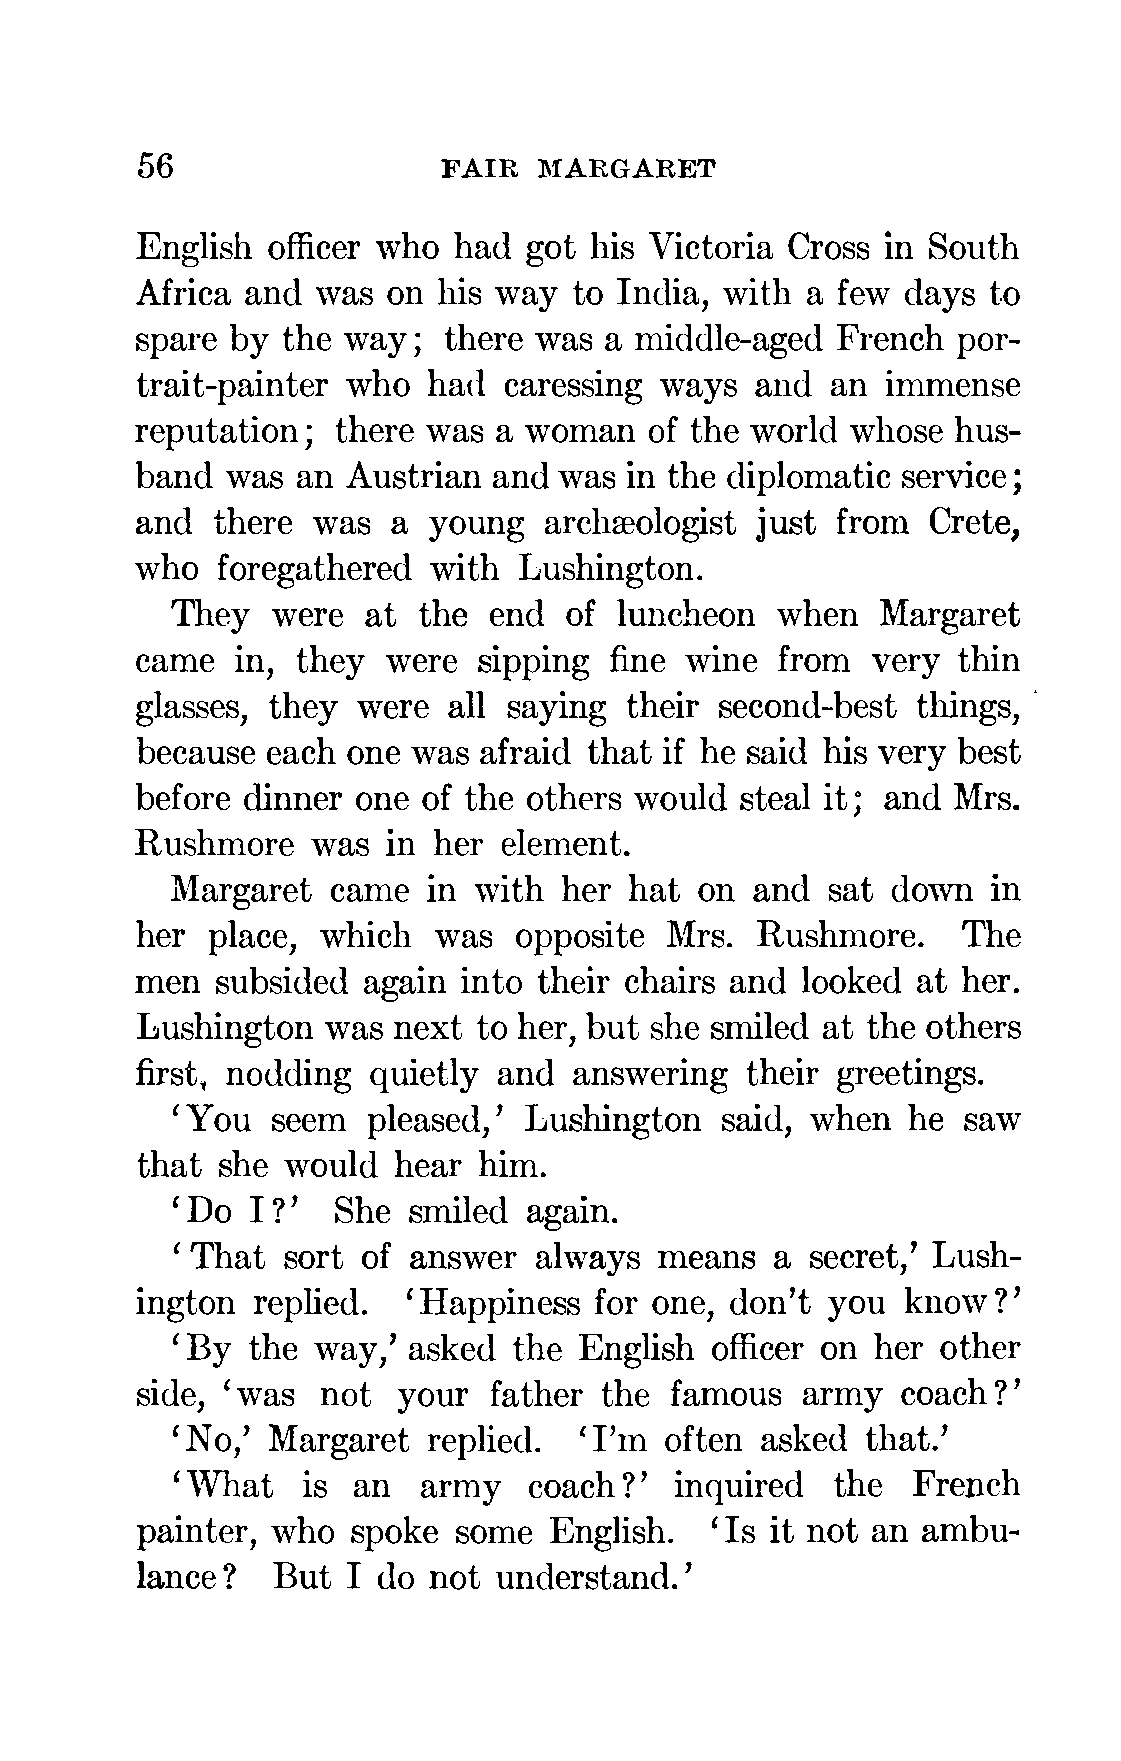 56 FAIR MARGARET
English officer who had got his Victoria Cross in South
Africa and was on his way to India, with a few days to
spare by the way; there was a middle-aged French por-
trait-painter who had caressing ways and an immense
reputation; there was a woman of the world whose hus-
band was an Austrian and was in the diplomatic service;
and there was a young archæologist just from Crete,
who foregathered with Lushington.
They were at the end of luncheon when Margaret
came in, they were sipping fine wine from very thin
glasses, they were all saying their second-best things,
because each one was afraid that if he said his very best
before dinner one of the others would steal it; and Mrs.
Rushmore was in her element.
Margaret came in with her hat on and sat down in
her place, which was opposite Mrs. Rushmore. The
men subsided again into their chairs and looked at her.
Lushington was next to her, but she smiled at the others
first, nodding quietly and answering their greetings.
‘You seem pleased,’ Lushington said, when he saw
that she would hear him.
‘Do I?’ She smiled again.
‘That sort of answer always means a secret,’ Lush-
ington replied. ‘Happiness for one, don’t you know?’
‘By the way,’ asked the English officer on her other
side, ‘was not your father the famous army coach?’
‘No,’ Margaret replied. ‘I’m often asked that.’
‘What is an army coach?’ inquired the French
painter, who spoke some English. ‘Is it not an ambu-
lance? But I do not understand.’